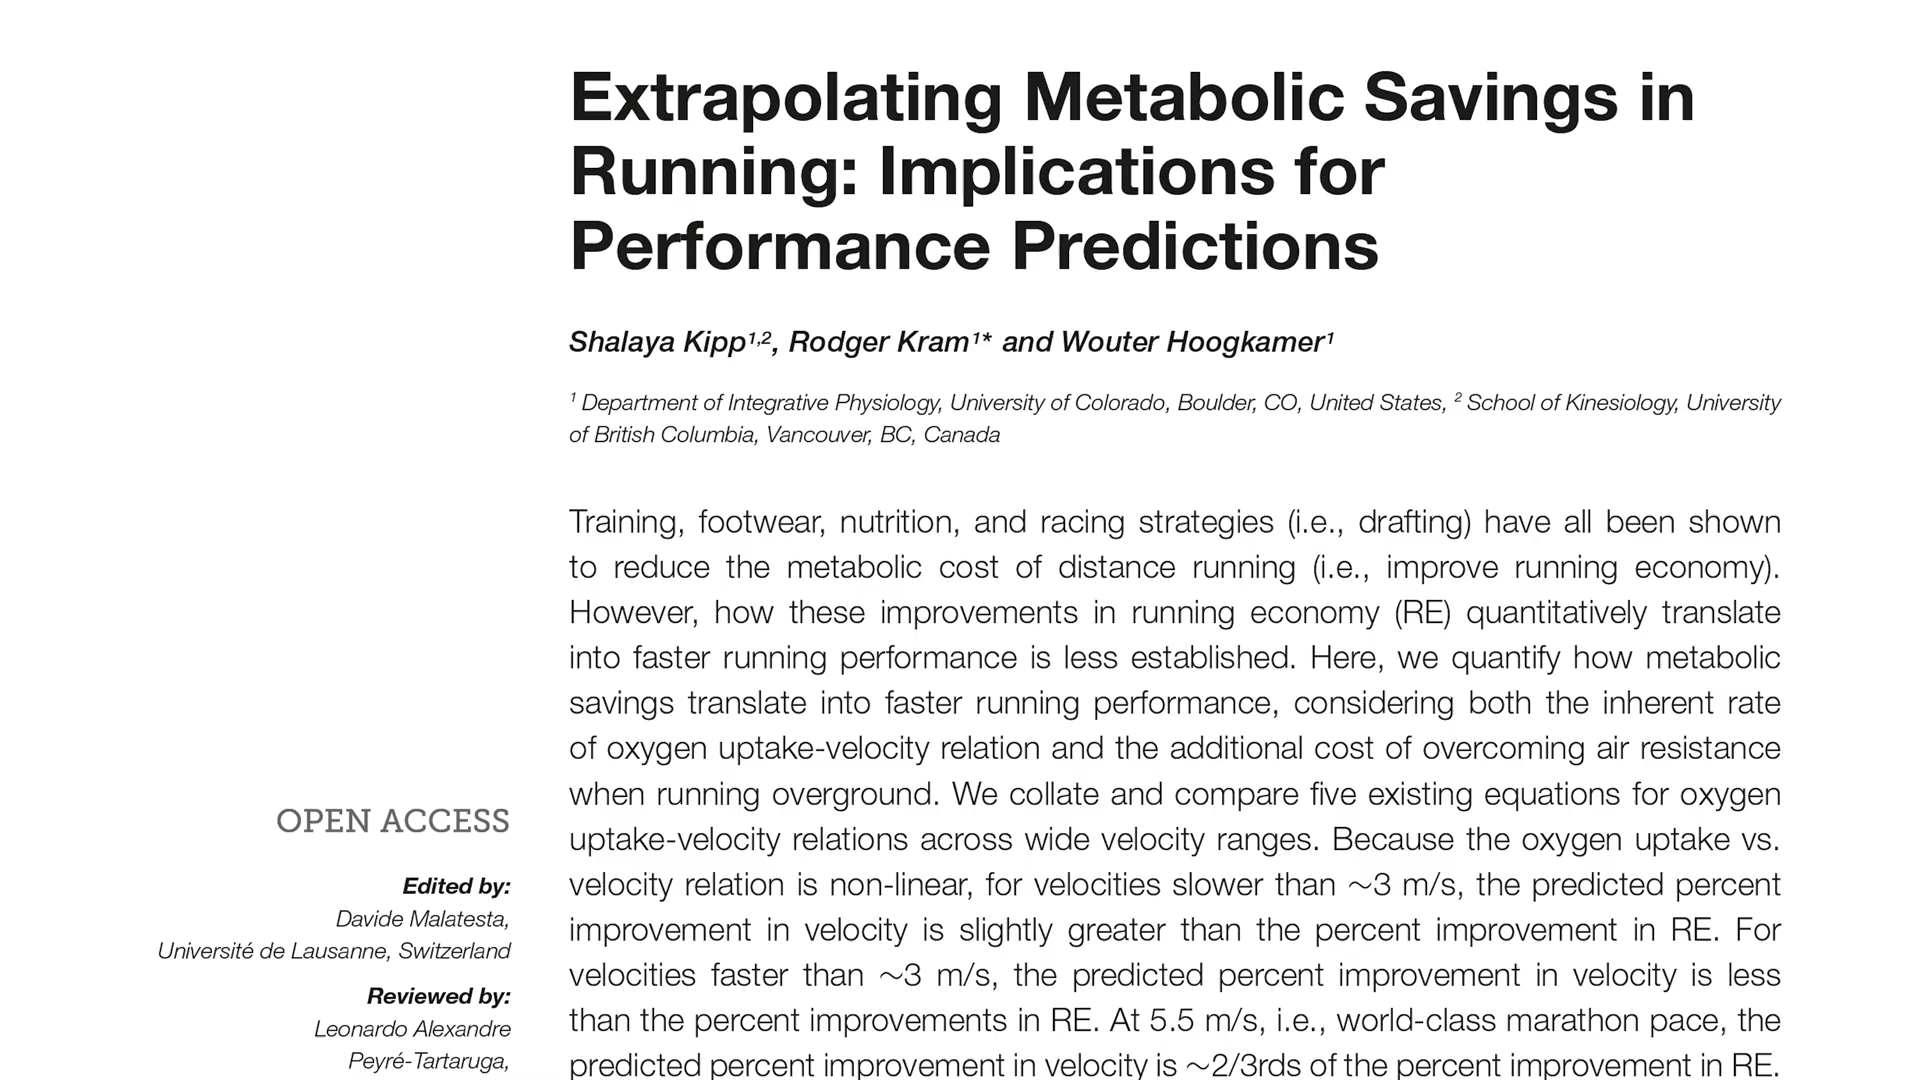 Extrapolating Metabolic Savings in
Running: Implications for
Performance Predictions
Shalaya Kipp¹,², Rodger Kram¹* and Wouter Hoogkamer¹
¹ Department of Integrative Physiology, University of Colorado, Boulder, CO, United States, ² School of Kinesiology, University
of British Columbia, Vancouver, BC, Canada
Training, footwear, nutrition, and racing strategies (i.e., drafting) have all been shown
to reduce the metabolic cost of distance running (i.e., improve running economy).
However, how these improvements in running economy (RE) quantitatively translate
into faster running performance is less established. Here, we quantify how metabolic
savings translate into faster running performance, considering both the inherent rate
of oxygen uptake-velocity relation and the additional cost of overcoming air resistance
when running overground. We collate and compare five existing equations for oxygen
uptake-velocity relations across wide velocity ranges. Because the oxygen uptake vs.
velocity relation is non-linear, for velocities slower than ∼3 m/s, the predicted percent
improvement in velocity is slightly greater than the percent improvement in RE. For
velocities faster than ∼3 m/s, the predicted percent improvement in velocity is less
than the percent improvements in RE. At 5.5 m/s, i.e., world-class marathon pace, the
predicted percent improvement in velocity is ∼2/3rds of the percent improvement in RE.
OPEN ACCESS
Edited by:
Davide Malatesta,
Université de Lausanne, Switzerland
Reviewed by:
Leonardo Alexandre
Peyré-Tartaruga,